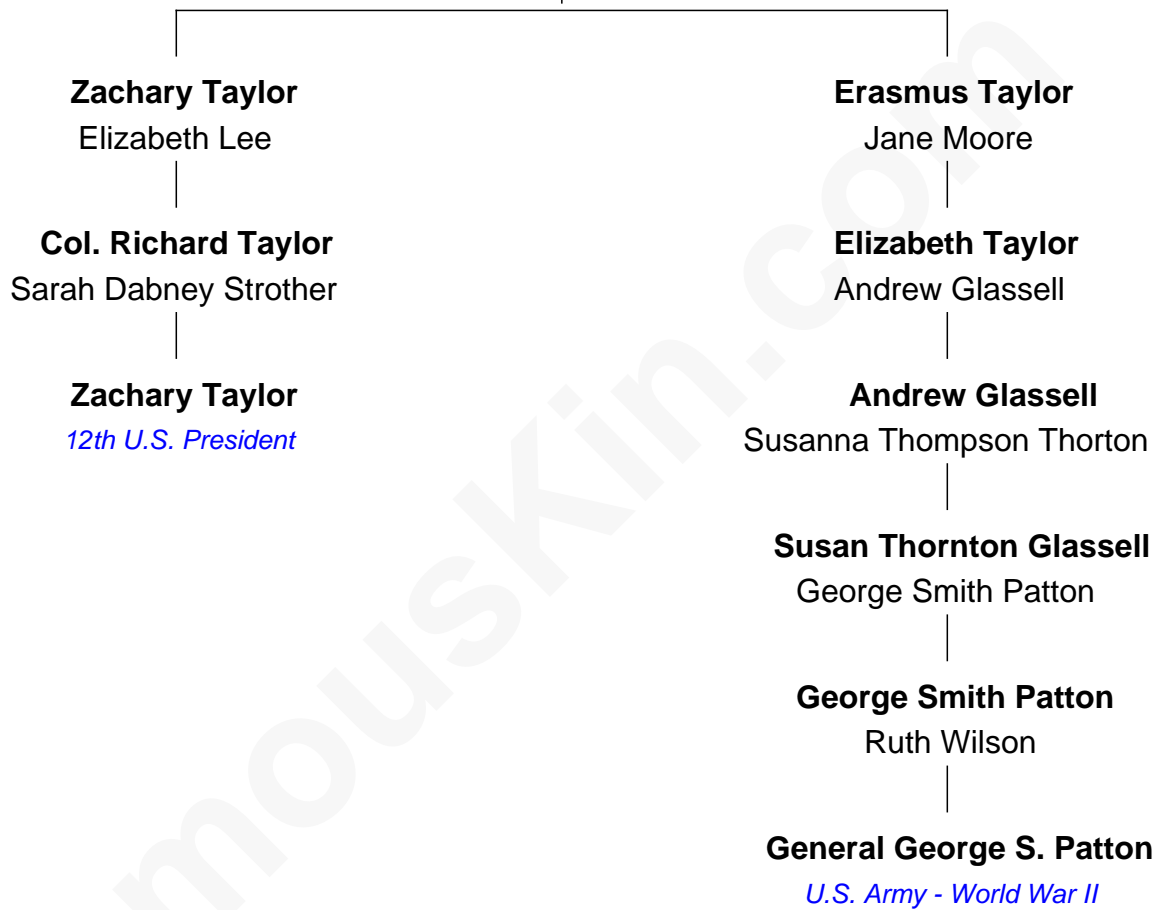 Zachary Taylor
Elizabeth Lee
Col. Richard Taylor
Sarah Dabney Strother
Zachary Taylor
12th U.S. President
Erasmus Taylor
Jane Moore
Elizabeth Taylor
Andrew Glassell
Andrew Glassell
Susanna Thompson Thorton
Susan Thornton Glassell
George Smith Patton
George Smith Patton
Ruth Wilson
General George S. Patton
U.S. Army - World War II
mousKin.com